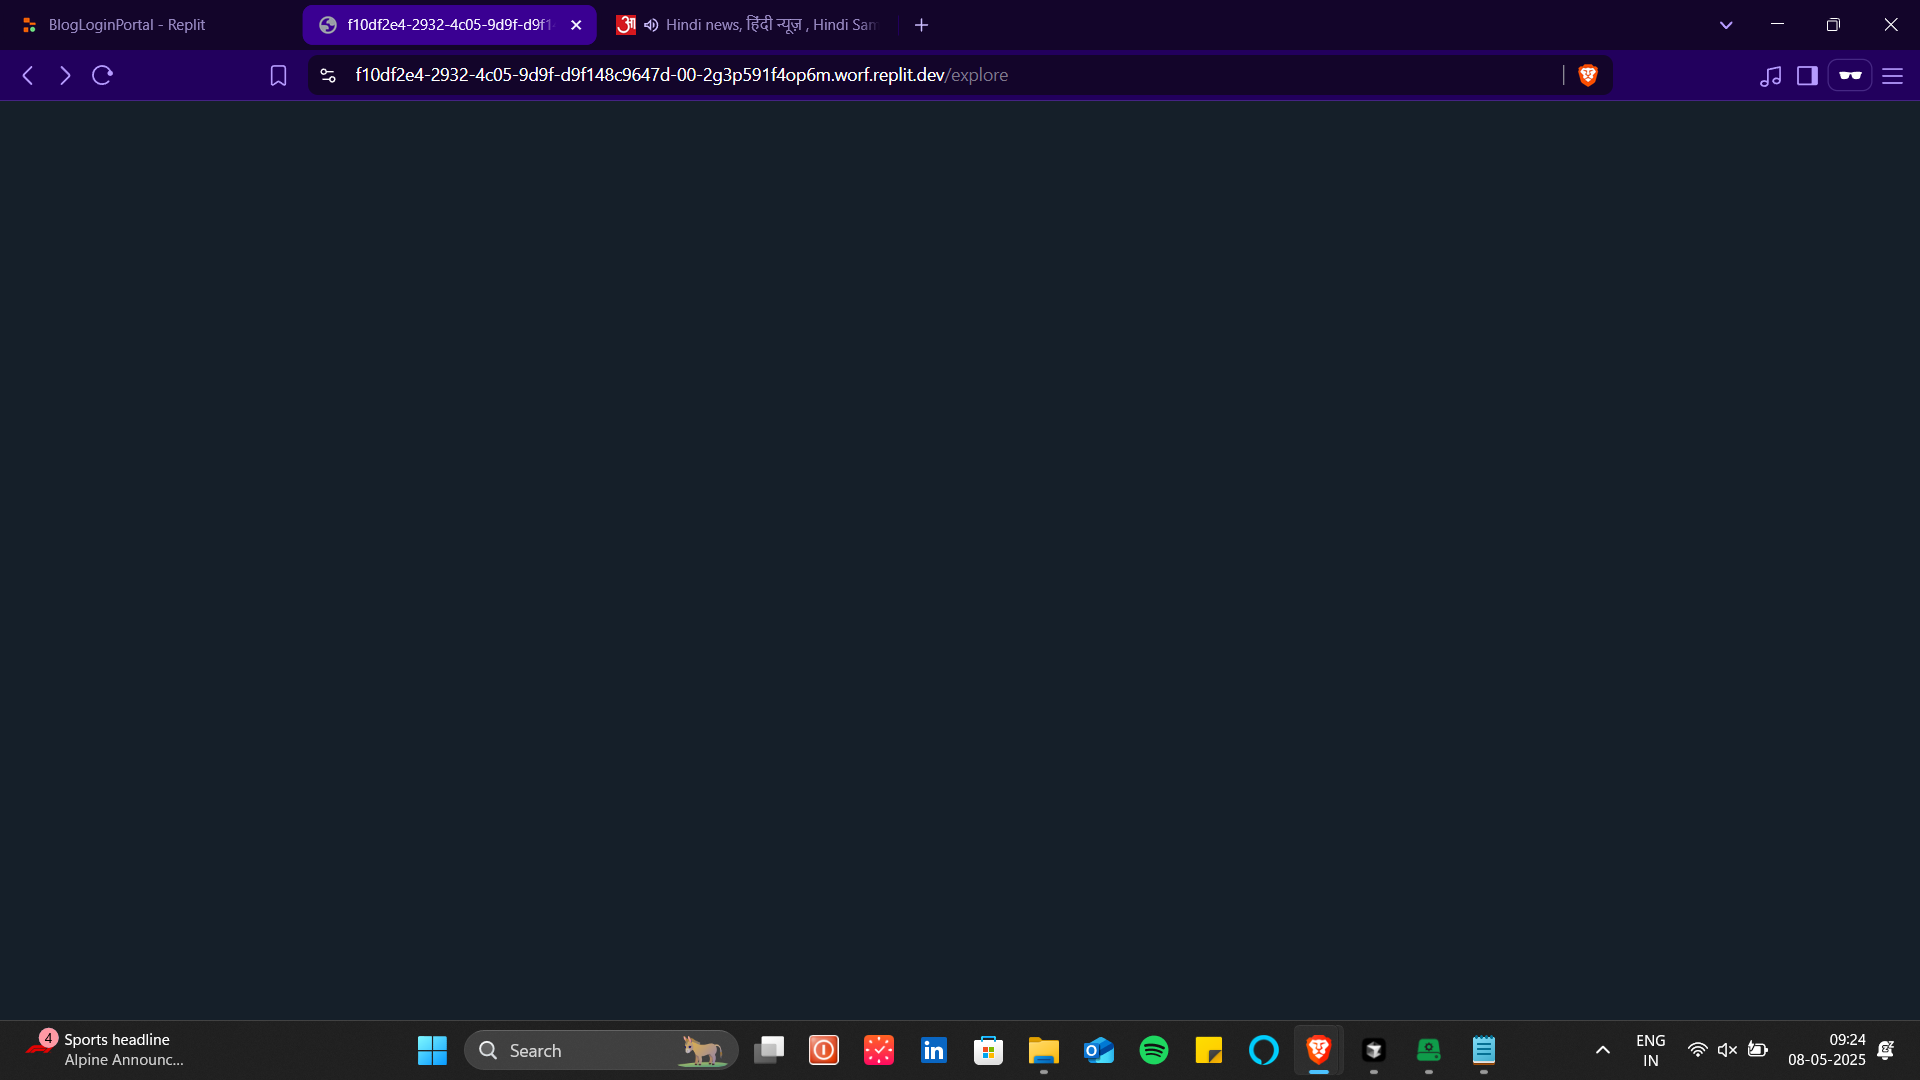 BlogLoginPortal - Replit
f10df2e4-2932-4c05-9d9f-d9f1
Hindi news, हिंदी न्यूज़ , Hindi Sam
f10df2e4-2932-4c05-9d9f-d9f148c9647d-00-2g3p591f4op6m.worf.replit.dev/explore
4
Sports headline
Alpine Announc...
Search
ENG
IN
09:24
08-05-2025